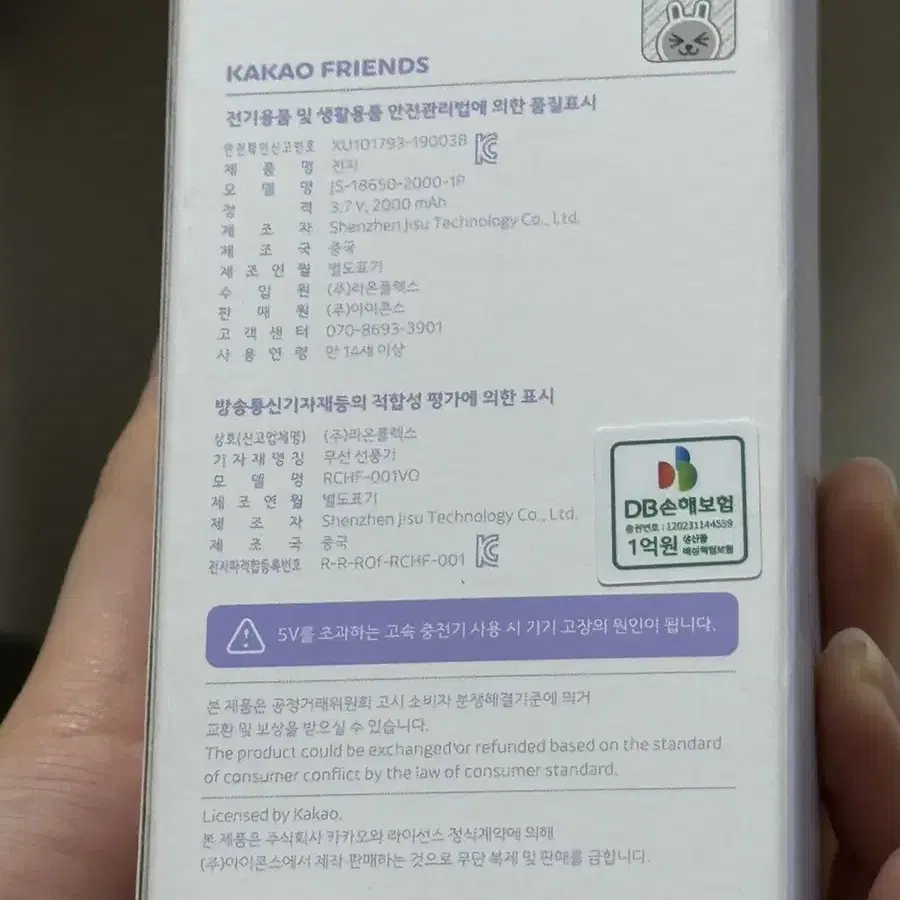 KAKAO FRIENDS
전기용품 및 생활용품 안전관리법에 의한 품질표시
안전확인신고번호 XU101793-19003B
제 품 명 전지
모 델 명 JS-18650-2000-1P
정 격 3.7 V, 2000 mAh
제 조 자 Shenzhen Jisu Technology Co., Ltd.
제 조 국 중국
제 조 연 월 별도표기
수 입 원 (주)라온플렉스
판 매 원 (주)아이콘스
고 객 센 터 070-8693-3901
사 용 연 령 만 14세 이상
방송통신기자재등의 적합성 평가에 의한 표시
상호(신고업체명) (주)라온플렉스
기 자 재 명 칭 무선 선풍기
모 델 명 RCHF-001VO
제 조 연 월 별도표기
제 조 자 Shenzhen Jisu Technology Co., Ltd.
제 조 국 중국
전자파적합등록번호 R-R-ROf-RCHF-001
DB손해보험
증권번호 : 120231144559
1억원 생산물 배상책임보험
5V를 초과하는 고속 충전기 사용 시 기기 고장의 원인이 됩니다.
본 제품은 공정거래위원회 고시 소비자 분쟁해결기준에 의거
교환 및 보상을 받으실 수 있습니다.
The product could be exchanged or refunded based on the standard
of consumer conflict by the law of consumer standard.
Licensed by Kakao.
본 제품은 주식회사 카카오와 라이선스 정식계약에 의해
(주)아이콘스에서 제작 판매하는 것으로 무단 복제 및 판매를 금합니다.